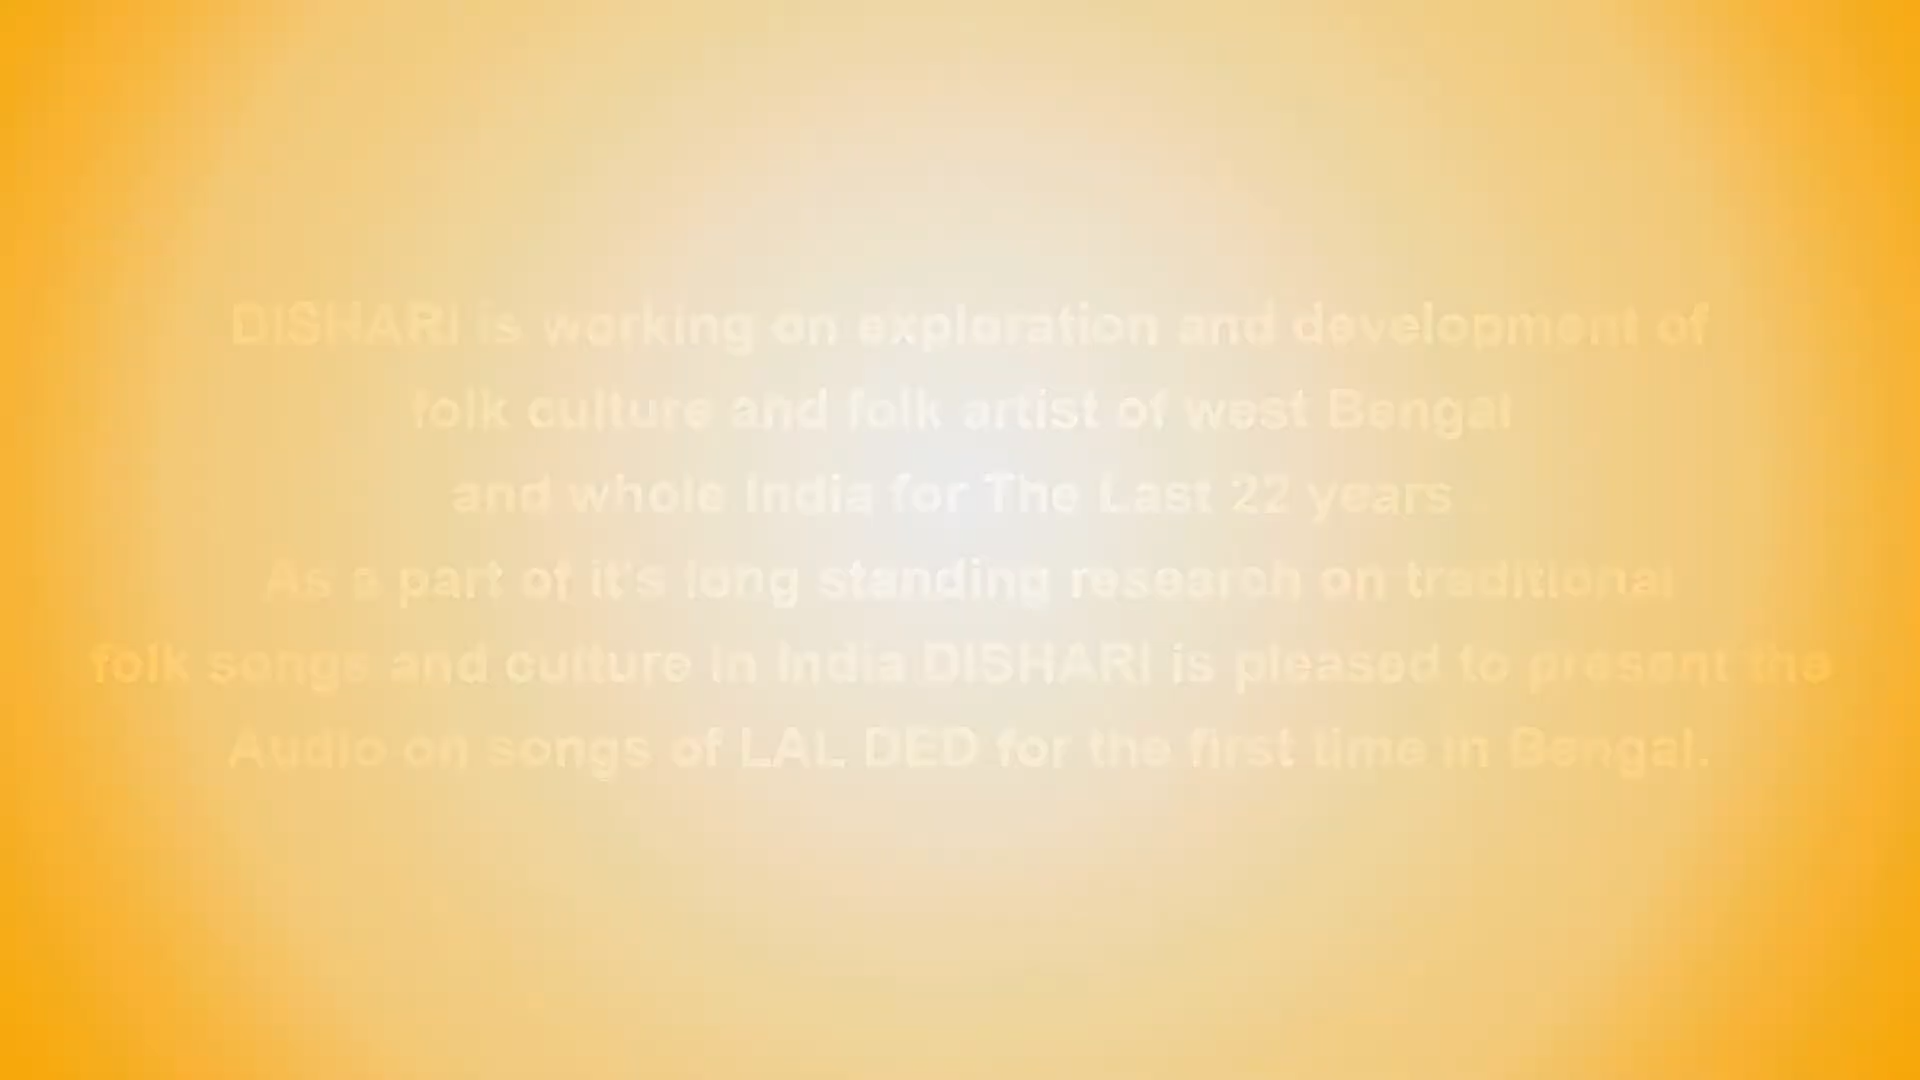 DISHARI is working on exploration and development of
folk culture and folk artist of west Bengal
and whole India for The Last 22 years
As a part of it's long standing research on traditional
folk songs and culture in India DISHARI is pleased to present the
Audio on songs of LAL DED for the first time in Bengal.